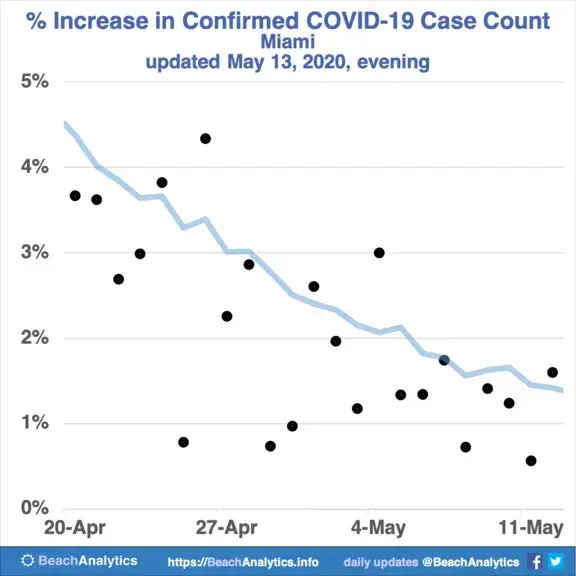 % Increase in Confirmed COVID-19 Case Count
Miami
updated May 13, 2020, evening
5%
4%
3%
2%
1%
0%
20-Apr 27-Apr 4-May 11-May
BeachAnalytics https://BeachAnalytics.info daily updates @BeachAnalytics